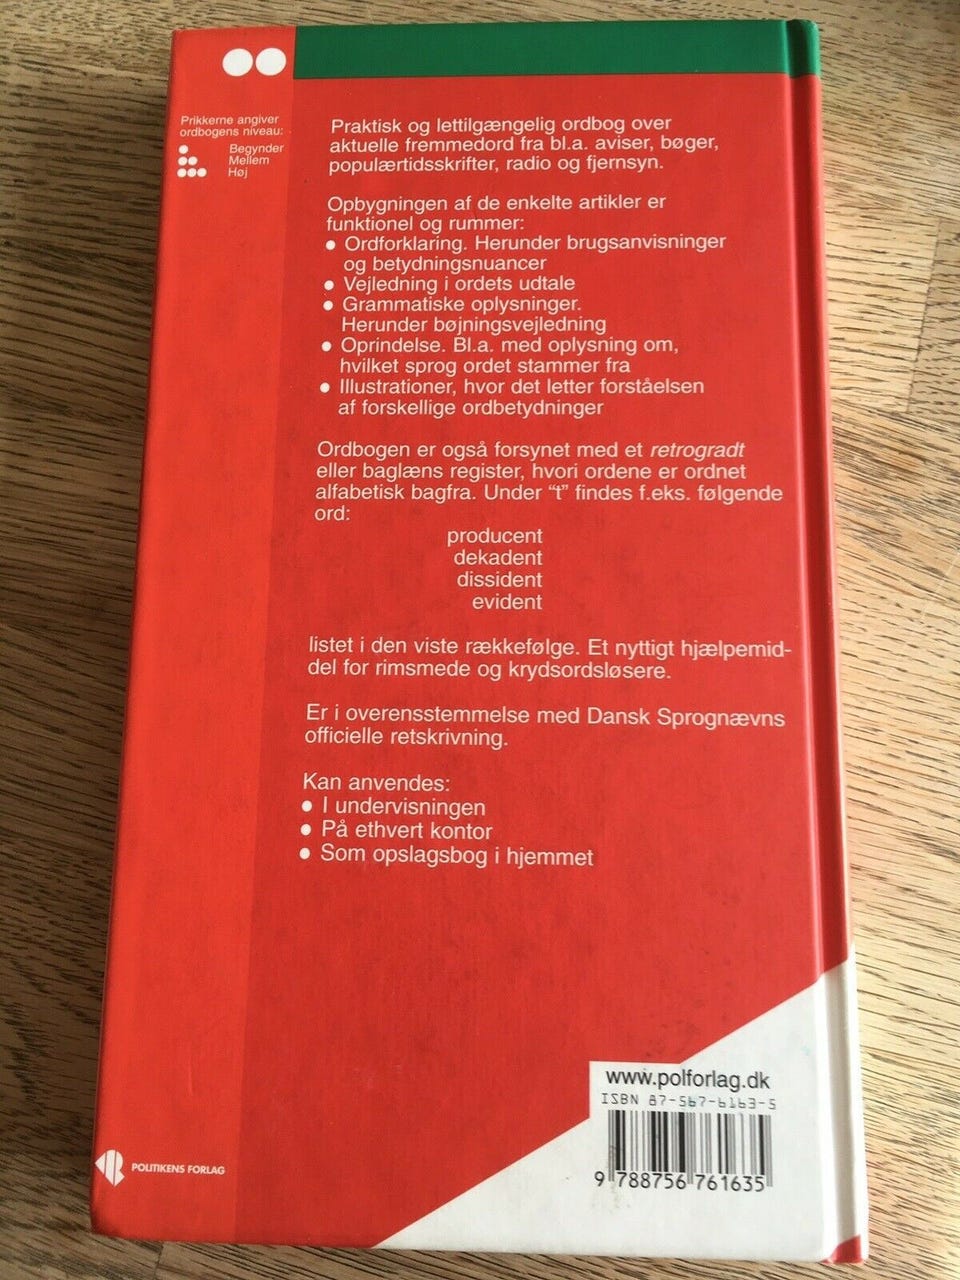 Prikkerne angiver
ordbogens niveau:
Begynder
Mellem
Høj
Praktisk og lettilgængelig ordbog over
aktuelle fremmedord fra bl.a. aviser, bøger,
populærtidsskrifter, radio og fjernsyn.
Opbygningen af de enkelte artikler er
funktionel og rummer:
● Ordforklaring. Herunder brugsanvisninger
og betydningsnuancer
● Vejledning i ordets udtale
● Grammatiske oplysninger.
Herunder bøjningsvejledning
● Oprindelse. Bl.a. med oplysning om,
hvilket sprog ordet stammer fra
● Illustrationer, hvor det letter forståelsen
af forskellige ordbetydninger
Ordbogen er også forsynet med et retrogradt
eller baglæns register, hvori ordene er ordnet
alfabetisk bagfra. Under “t” findes f.eks. følgende
ord:
producent
dekadent
dissident
evident
listet i den viste rækkefølge. Et nyttigt hjælpemid-
del for rimsmede og krydsordsløsere.
Er i overensstemmelse med Dansk Sprognævns
officielle retskrivning.
Kan anvendes:
● I undervisningen
● På ethvert kontor
● Som opslagsbog i hjemmet
www.polforlag.dk
ISBN 87-567-6163-5
9 788756 761635
POLITIKENS FORLAG